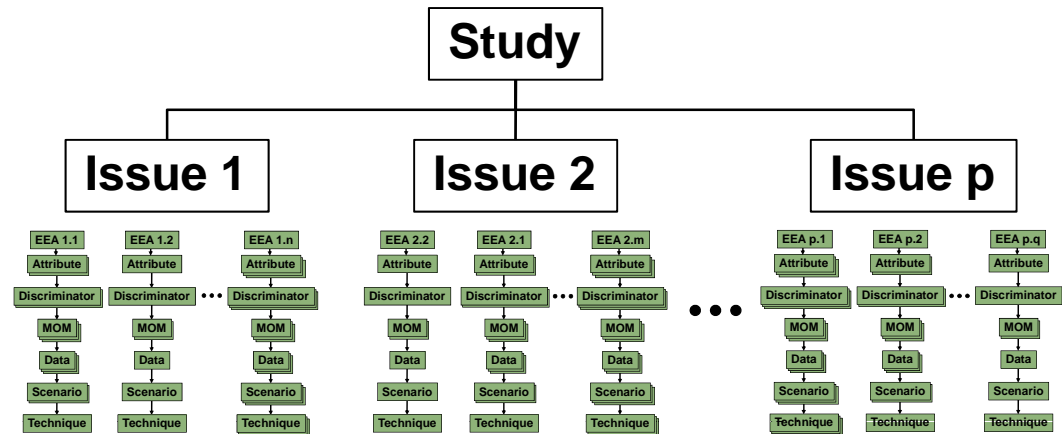 Study
Issue 1 Issue 2 Issue p
EEA 1.1 EEA 1.2 EEA 1.n EEA 2.2 EEA 2.1 EEA 2.m EEA p.1 EEA p.2 EEA p.q
Attribute Attribute Attribute Attribute Attribute Attribute Attribute Attribute Attribute
Discriminator Discriminator ••• Discriminator Discriminator Discriminator ••• Discriminator ••• Discriminator Discriminator ••• Discriminator
MOM MOM MOM MOM MOM MOM MOM MOM MOM
Data Data Data Data Data Data Data Data Data
Scenario Scenario Scenario Scenario Scenario Scenario Scenario Scenario Scenario
Technique Technique Technique Technique Technique Technique Technique Technique Technique